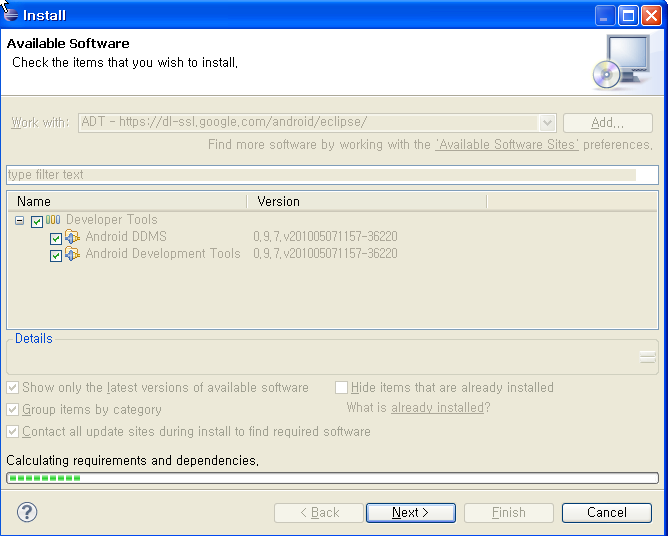 Install
Available Software
Check the items that you wish to install.
Work with: ADT - https://dl-ssl.google.com/android/eclipse/ Add...
Find more software by working with the 'Available Software Sites' preferences.
type filter text
Name Version
Developer Tools
Android DDMS 0.9.7.v201005071157-36220
Android Development Tools 0.9.7.v201005071157-36220
Details
Show only the latest versions of available software Hide items that are already installed
Group items by category What is already installed?
Contact all update sites during install to find required software
Calculating requirements and dependencies.
? < Back Next > Finish Cancel